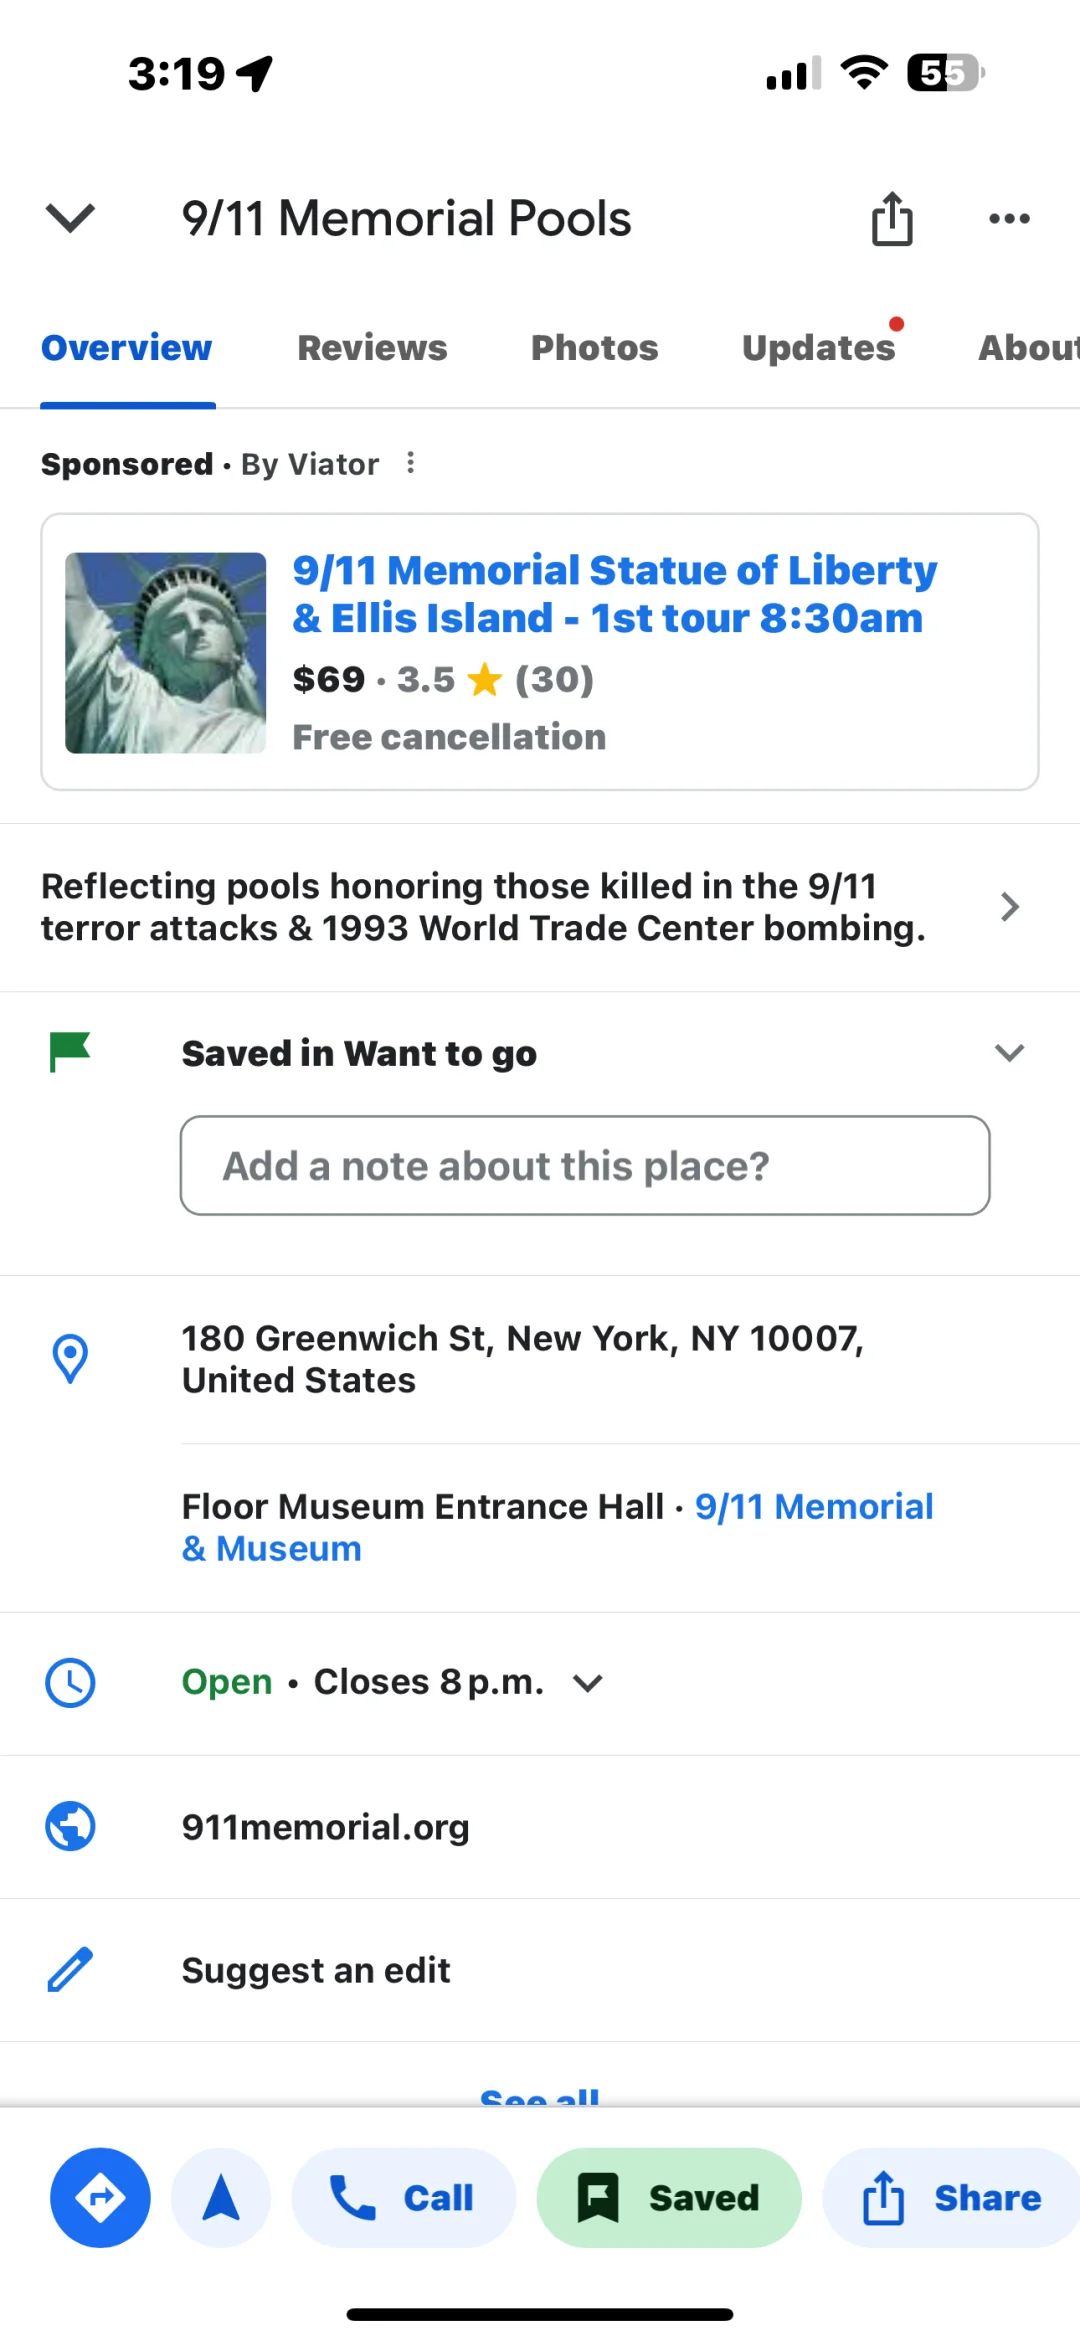 3:19
55
9/11 Memorial Pools
Overview Reviews Photos Updates About
Sponsored · By Viator
9/11 Memorial Statue of Liberty
& Ellis Island - 1st tour 8:30am
$69 · 3.5 ★ (30)
Free cancellation
Reflecting pools honoring those killed in the 9/11
terror attacks & 1993 World Trade Center bombing.
Saved in Want to go
Add a note about this place?
180 Greenwich St, New York, NY 10007,
United States
Floor Museum Entrance Hall · 9/11 Memorial
& Museum
Open · Closes 8 p.m.
911memorial.org
Suggest an edit
See all
Call Saved Share